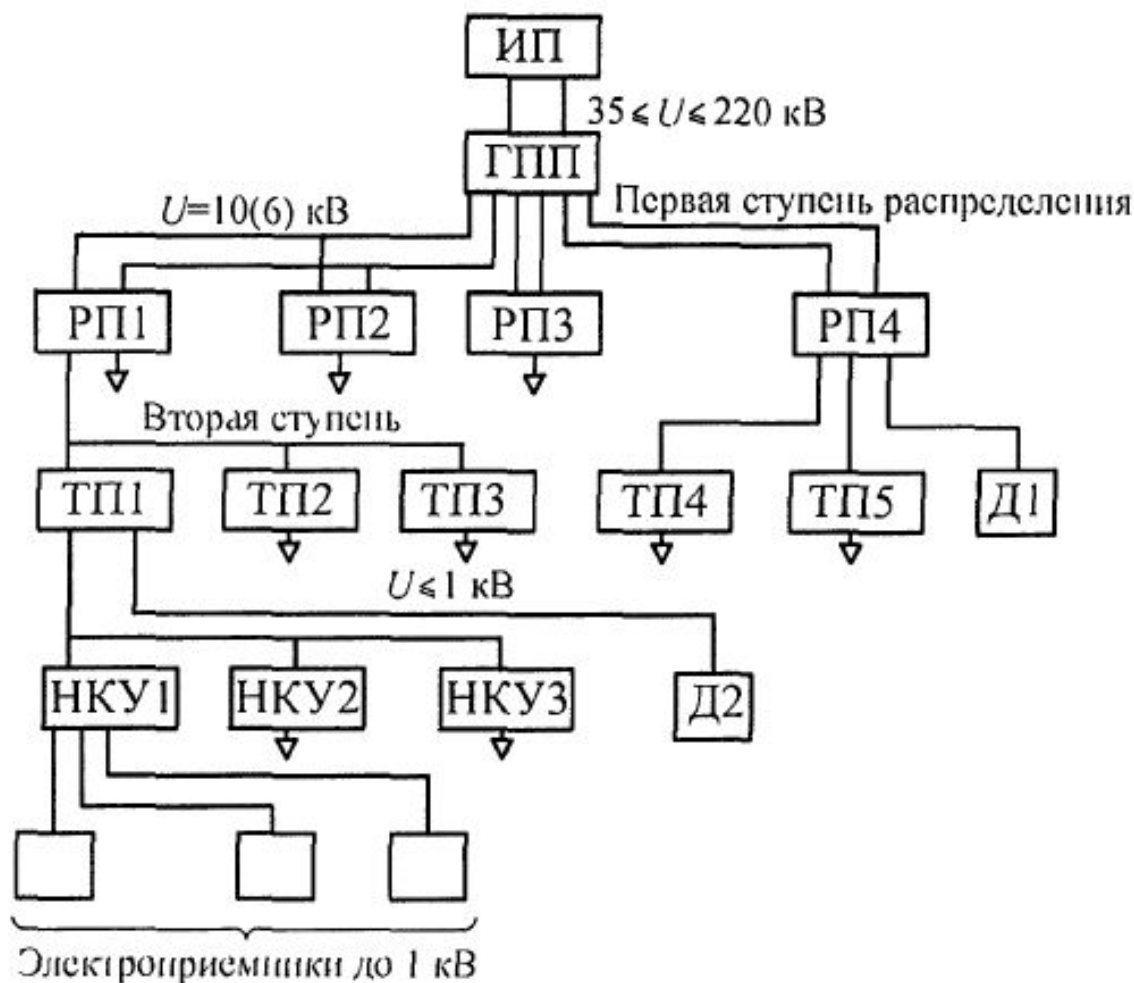 ИП
35 ⩽ U ⩽ 220 кВ
ГПП
U=10(6) кВ
Первая ступень распределения
РП1
РП2
РП3
РП4
Вторая ступень
ТП1
ТП2
ТП3
ТП4
ТП5
Д1
U ⩽ 1 кВ
НКУ1
НКУ2
НКУ3
Д2
Электроприемники до 1 кВ